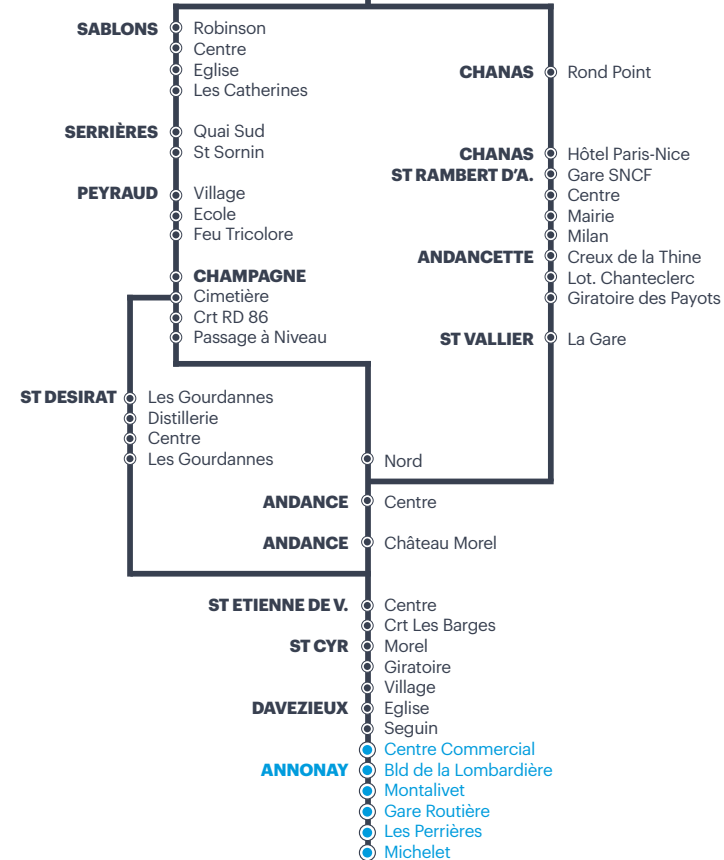 SABLONS Robinson
Centre
Eglise
Les Catherines
SERRIÈRES Quai Sud
St Sornin
PEYRAUD Village
Ecole
Feu Tricolore
CHAMPAGNE
Cimetière
Crt RD 86
Passage à Niveau
ST DESIRAT Les Gourdannes
Distillerie
Centre
Les Gourdannes
CHANAS Rond Point
CHANAS Hôtel Paris-Nice
ST RAMBERT D'A. Gare SNCF
Centre
Mairie
Milan
ANDANCETTE Creux de la Thine
Lot. Chanteclerc
Giratoire des Payots
ST VALLIER La Gare
Nord
ANDANCE Centre
ANDANCE Château Morel
ST ETIENNE DE V. Centre
Crt Les Barges
ST CYR Morel
Giratoire
Village
DAVEZIEUX Eglise
Seguin
Centre Commercial
ANNONAY Bld de la Lombardière
Montalivet
Gare Routière
Les Perrières
Michelet